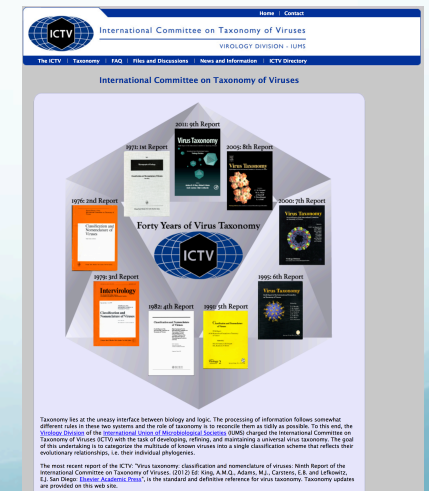 Home | Contact
ICTV
International Committee on Taxonomy of Viruses
VIROLOGY DIVISION - IUMS
The ICTV | Taxonomy | FAQ | Files and Discussions | News and Information | ICTV Directory
International Committee on Taxonomy of Viruses
2011: 9th Report
Virus Taxonomy
1971: 1st Report
2005: 8th Report
Virus Taxonomy
1976: 2nd Report
Classification and
Nomenclature of
Viruses
2000: 7th Report
Virus Taxonomy
Forty Years of Virus Taxonomy
ICTV
1979: 3rd Report
Intervirology
Classification and
Nomenclature of Viruses
1982: 4th Report
1991: 5th Report
1995: 6th Report
Virus Taxonomy
Taxonomy lies at the uneasy interface between biology and logic. The processing of information follows somewhat
different rules in these two systems and the role of taxonomy is to reconcile them as tidily as possible. To this end, the
Virology Division of the International Union of Microbiological Societies (IUMS) charged the International Committee on
Taxonomy of Viruses (ICTV) with the task of developing, refining, and maintaining a universal virus taxonomy. The goal
of this undertaking is to categorize the multitude of known viruses into a single classification scheme that reflects their
evolutionary relationships, i.e. their individual phylogenies.
The most recent report of the ICTV: "Virus taxonomy: classification and nomenclature of viruses: Ninth Report of the
International Committee on Taxonomy of Viruses. (2012) Ed: King, A.M.Q., Adams, M.J., Carstens, E.B. and Lefkowitz,
E.J. San Diego: Elsevier Academic Press", is the standard and definitive reference for virus taxonomy. Taxonomy updates
are provided on this web site.